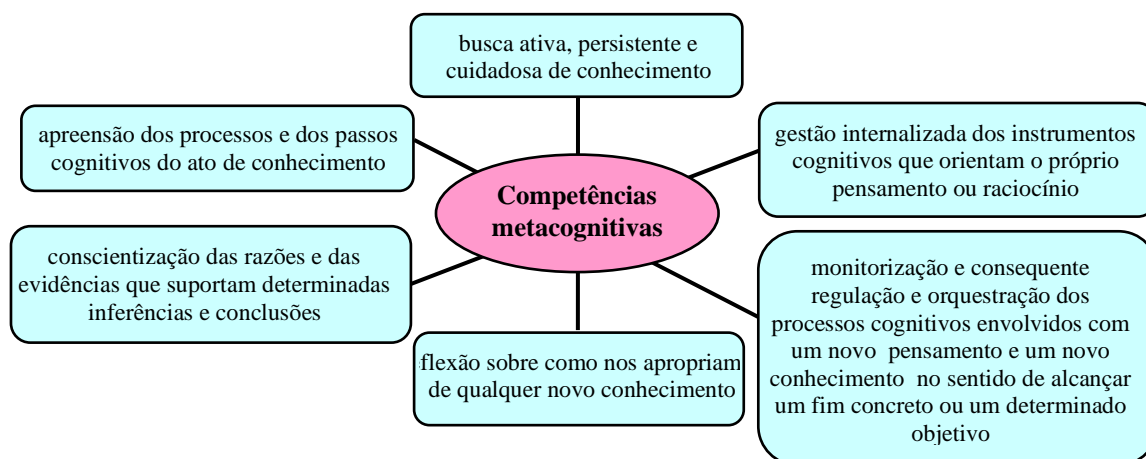 busca ativa, persistente e
cuidadosa de conhecimento
apreensão dos processos e dos passos
cognitivos do ato de conhecimento
gestão internalizada dos instrumentos
cognitivos que orientam o próprio
pensamento ou raciocínio
Competências
metacognitivas
conscientização das razões e das
evidências que suportam determinadas
inferências e conclusões
monitorização e consequente
regulação e orquestração dos
processos cognitivos envolvidos com
um novo pensamento e um novo
conhecimento no sentido de alcançar
um fim concreto ou um determinado
objetivo
flexão sobre como nos apropriam
de qualquer novo conhecimento